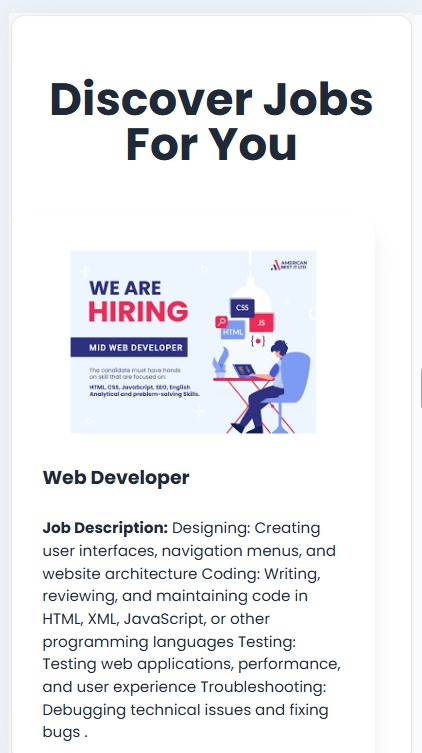 Discover Jobs
For You
AMERICAN
BEST IT LTD.
WE ARE
HIRING
CSS
JS
HTML
{ }
MID WEB DEVELOPER
The candidate must have hands
on skill that are focused on:
HTML, CSS, JavaScript, SEO, English
Analytical and problem-solving Skills.
Web Developer
Job Description: Designing: Creating
user interfaces, navigation menus, and
website architecture Coding: Writing,
reviewing, and maintaining code in
HTML, XML, JavaScript, or other
programming languages Testing:
Testing web applications, performance,
and user experience Troubleshooting:
Debugging technical issues and fixing
bugs .